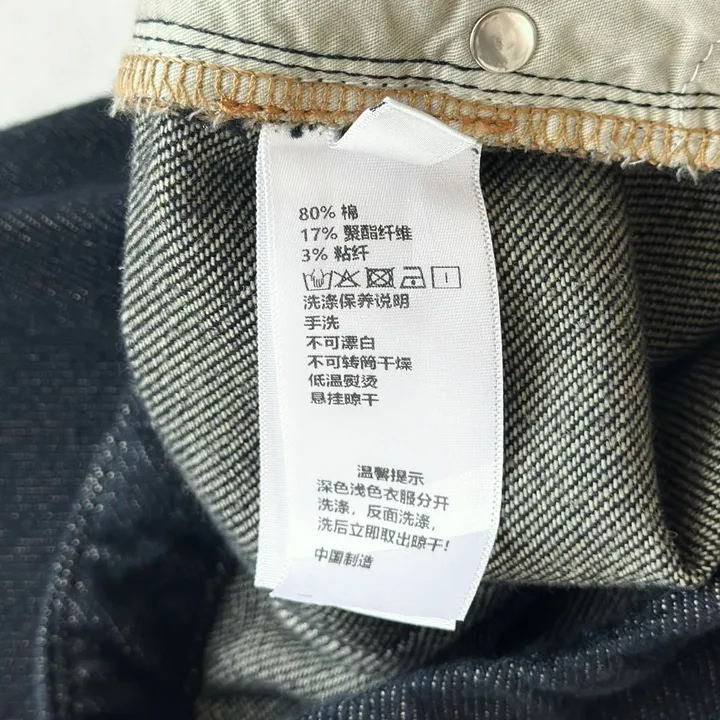 80% 棉
17% 聚酯纤维
3% 粘纤
洗涤保养说明
手洗
不可漂白
不可转筒干燥
低温熨烫
悬挂晾干
温馨提示
深色浅色衣服分开
洗涤，反面洗涤，
洗后立即取出晾干!
中国制造